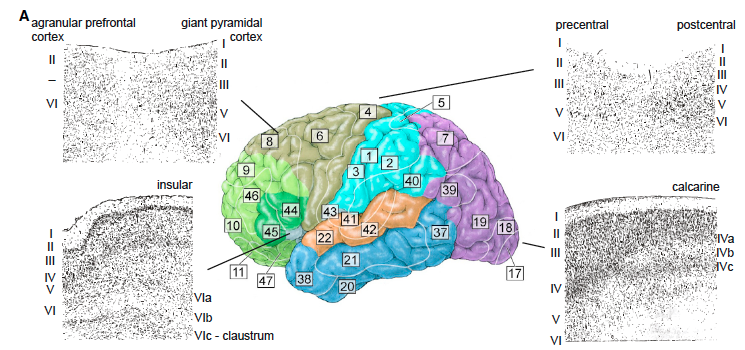 A
agranular prefrontal
cortex
giant pyramidal
cortex
II
–
VI
I
II
III
V
VI
precentral
postcentral
I
II
III
V
VI
I
II
III
IV
V
VI
insular
I
II
III
IV
V
VI
VIa
VIb
VIc - claustrum
calcarine
I
II
III
IV
V
VI
IVa
IVb
IVc
4
5
6
8
7
1
2
3
9
40
39
46
44
43
41
42
10
45
22
37
19
18
11
47
38
21
20
17